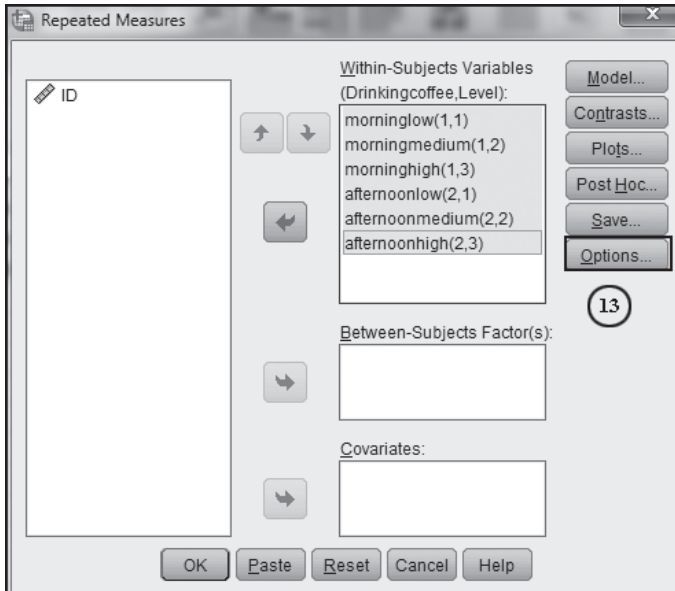 Repeated Measures
X
ID
Within-Subjects Variables
(Drinkingcoffee,Level):
morninglow(1,1)
morningmedium(1,2)
morninghigh(1,3)
afternoonlow(2,1)
afternoonmedium(2,2)
afternoonhigh(2,3)
Between-Subjects Factor(s):
Covariates:
Model...
Contrasts...
Plots...
Post Hoc...
Save...
Options...
13
OK
Paste
Reset
Cancel
Help